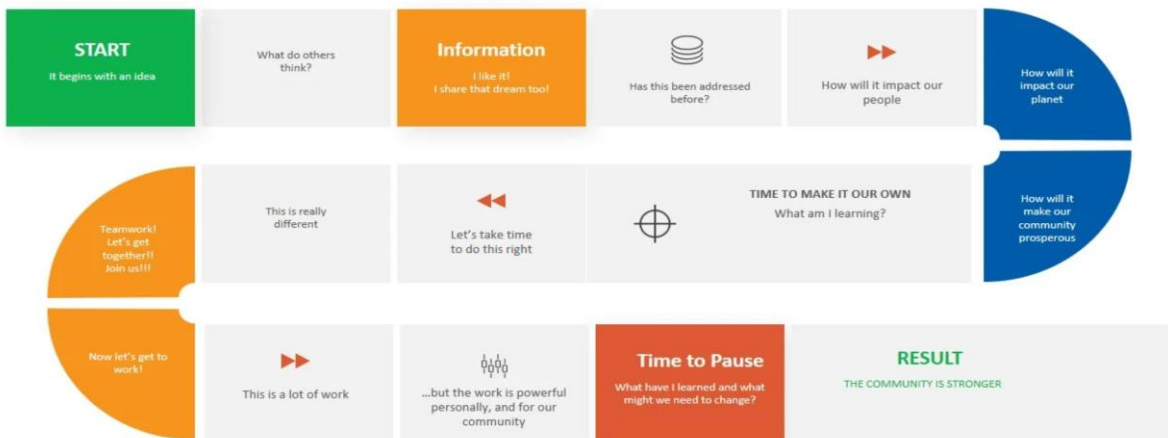 START
It begins with an idea
What do others
think?
Information
I like it!
I share that dream too!
Has this been addressed
before?
How will it impact our
people
How will it
impact our
planet
How will it
make our
community
prosperous
TIME TO MAKE IT OUR OWN
What am I learning?
Let's take time
to do this right
This is really
different
Teamwork!
Let's get
together!!
Join us!!!
Now let's get to
work!
This is a lot of work
...but the work is powerful
personally, and for our
community
Time to Pause
What have I learned and what
might we need to change?
RESULT
THE COMMUNITY IS STRONGER